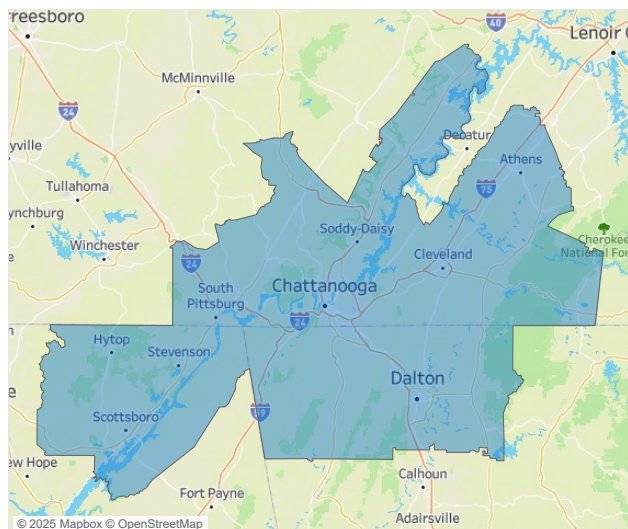 reesboro
40
Lenoir C
McMinnville
24
Decatur
yville
Athens
75
Tullahoma
ynchburg
Soddy-Daisy
Cherokee
National For
Winchester
24
Cleveland
e
South
Pittsburg
Chattanooga
24
Hytop
Stevenson
Dalton
e
59
Scottsboro
ew Hope
Calhoun
Fort Payne
Adairsville
© 2025 Mapbox © OpenStreetMap